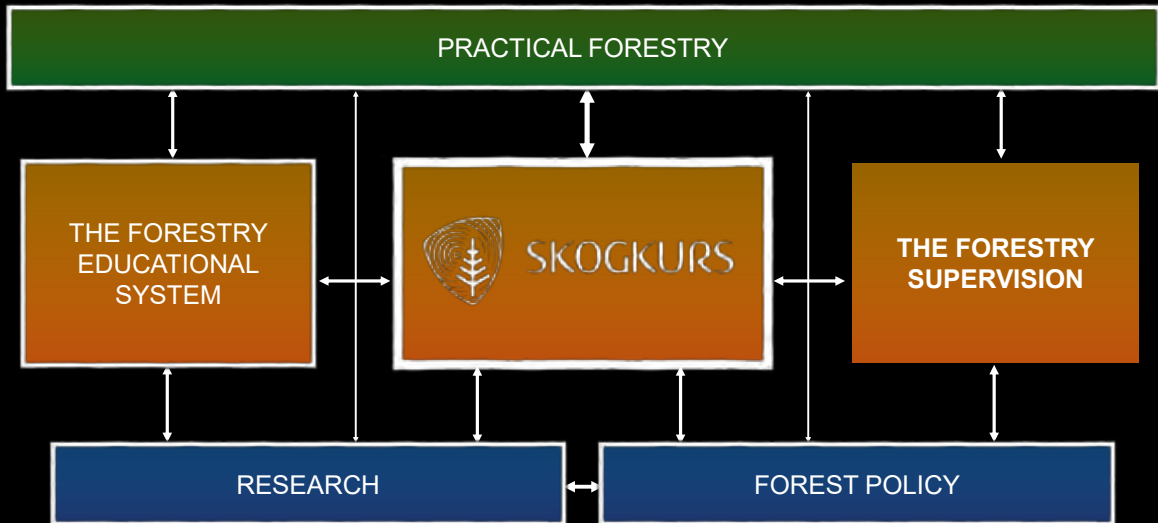 PRACTICAL FORESTRY
THE FORESTRY
EDUCATIONAL
SYSTEM
SKOGKURS
THE FORESTRY
SUPERVISION
RESEARCH
FOREST POLICY